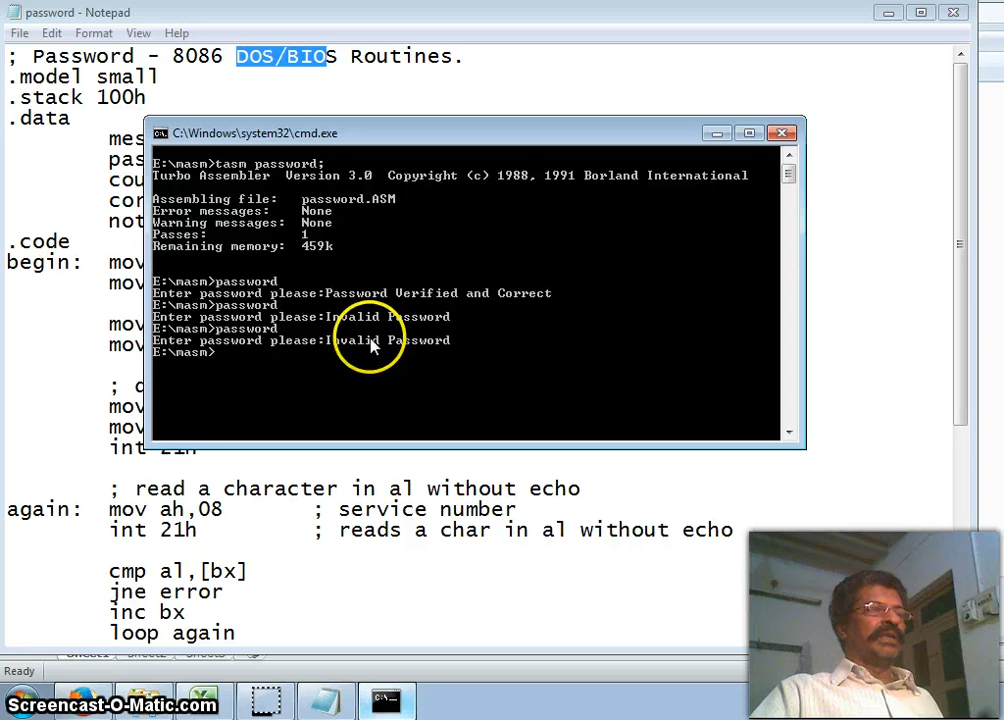 password - Notepad
File Edit Format View Help
; Password - 8086 DOS/BIOS Routines.
.model small
.stack 100h
.data
mes
pas
cou
cor
not
.code
begin: mov
mov
mov
mov
; d
mov
mov
int 21h
C:\Windows\system32\cmd.exe
E:\masm>tasm password;
Turbo Assembler Version 3.0 Copyright (c) 1988, 1991 Borland International
Assembling file: password.ASM
Error messages: None
Warning messages: None
Passes: 1
Remaining memory: 459k
E:\masm>password
Enter password please:Password Verified and Correct
E:\masm>password
Enter password please:Invalid Password
E:\masm>password
Enter password please:Invalid Password
E:\masm>
; read a character in al without echo
again: mov ah,08 ; service number
int 21h ; reads a char in al without echo
cmp al,[bx]
jne error
inc bx
loop again
Ready
Screencast-O-Matic.com